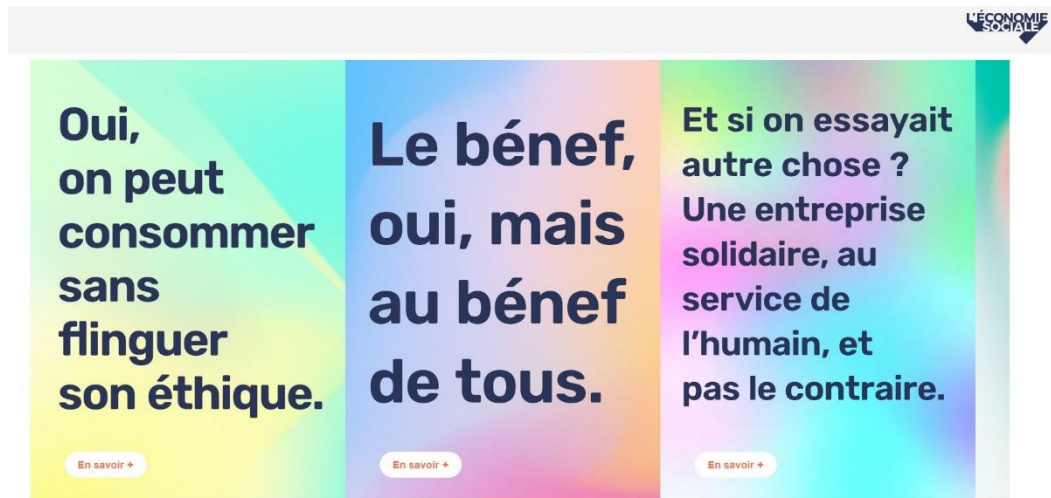 L'ÉCONOMIE
SOCIALE
Oui,
on peut
consommer
sans
flinguer
son éthique.
En savoir +
Le bénef,
oui, mais
au bénef
de tous.
En savoir +
Et si on essayait
autre chose ?
Une entreprise
solidaire, au
service de
l’humain, et
pas le contraire.
En savoir +